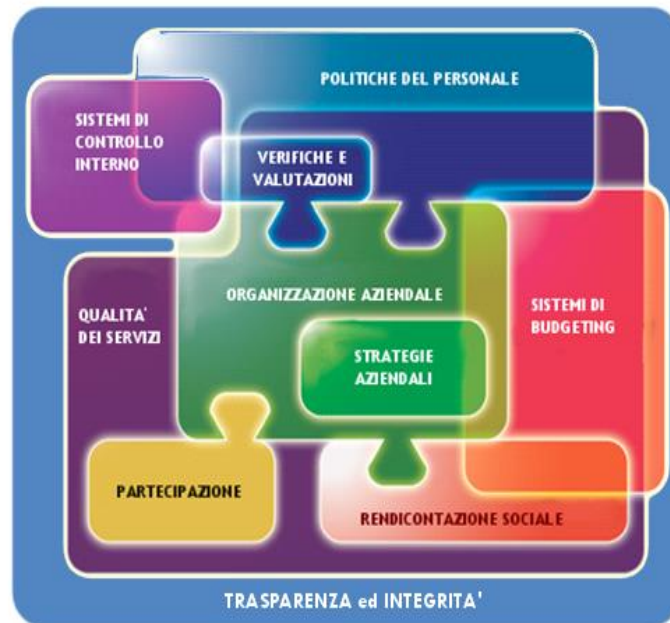 POLITICHE DEL PERSONALE
SISTEMI DI
CONTROLLO
INTERNO
VERIFICHE E
VALUTAZIONI
ORGANIZZAZIONE AZIENDALE
QUALITA'
DEI SERVIZI
SISTEMI DI
BUDGETING
STRATEGIE
AZIENDALI
PARTECIPAZIONE
RENDICONTAZIONE SOCIALE
TRASPARENZA ed INTEGRITA'